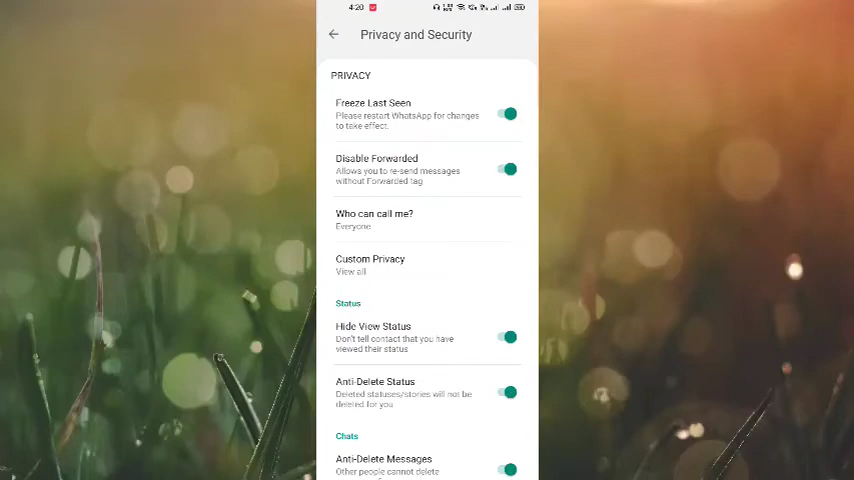 4:20
Privacy and Security
PRIVACY
Freeze Last Seen
Please restart WhatsApp for changes
to take effect.
Disable Forwarded
Allows you to re-send messages
without Forwarded tag
Who can call me?
Everyone
Custom Privacy
View all
Status
Hide View Status
Don't tell contact that you have
viewed their status
Anti-Delete Status
Deleted statuses/stories will not be
deleted for you
Chats
Anti-Delete Messages
Other people cannot delete